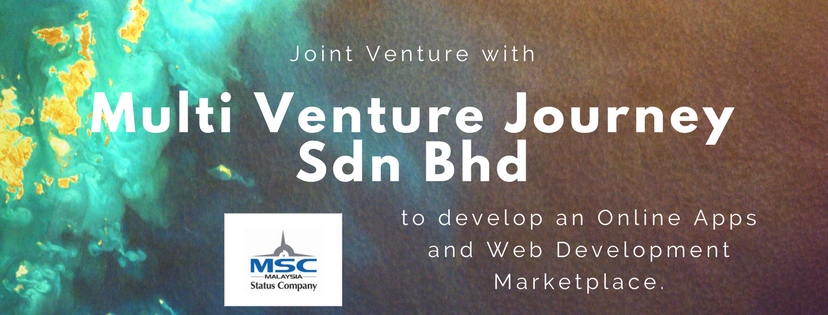 Joint Venture with
Multi Venture Journey
Sdn Bhd
to develop an Online Apps
and Web Development
Marketplace.
MSC
MALAYSIA
Status Company